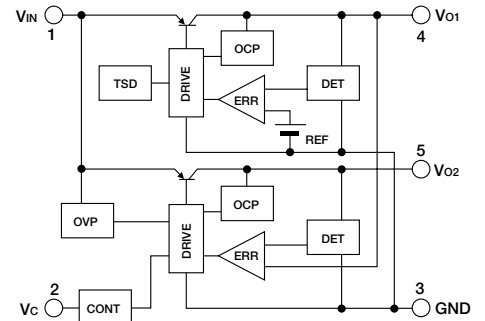 VIN
1
VO1
4
OCP
TSD
DRIVE
ERR
DET
REF
5
VO2
OVP
OCP
DRIVE
ERR
DET
2
VC
CONT
3
GND